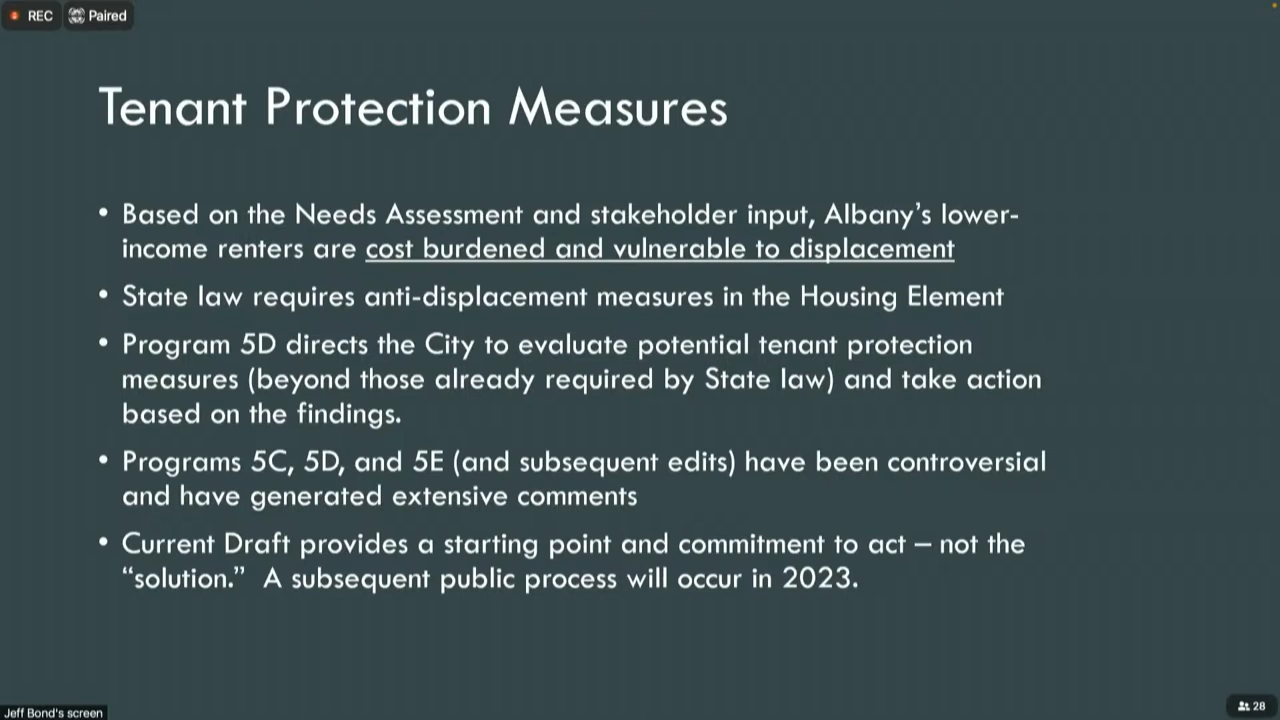 REC
Paired
Tenant Protection Measures
• Based on the Needs Assessment and stakeholder input, Albany’s lower-
income renters are cost burdened and vulnerable to displacement
• State law requires anti-displacement measures in the Housing Element
• Program 5D directs the City to evaluate potential tenant protection
measures (beyond those already required by State law) and take action
based on the findings.
• Programs 5C, 5D, and 5E (and subsequent edits) have been controversial
and have generated extensive comments
• Current Draft provides a starting point and commitment to act – not the
“solution.”  A subsequent public process will occur in 2023.
Jeff Bond's screen
28